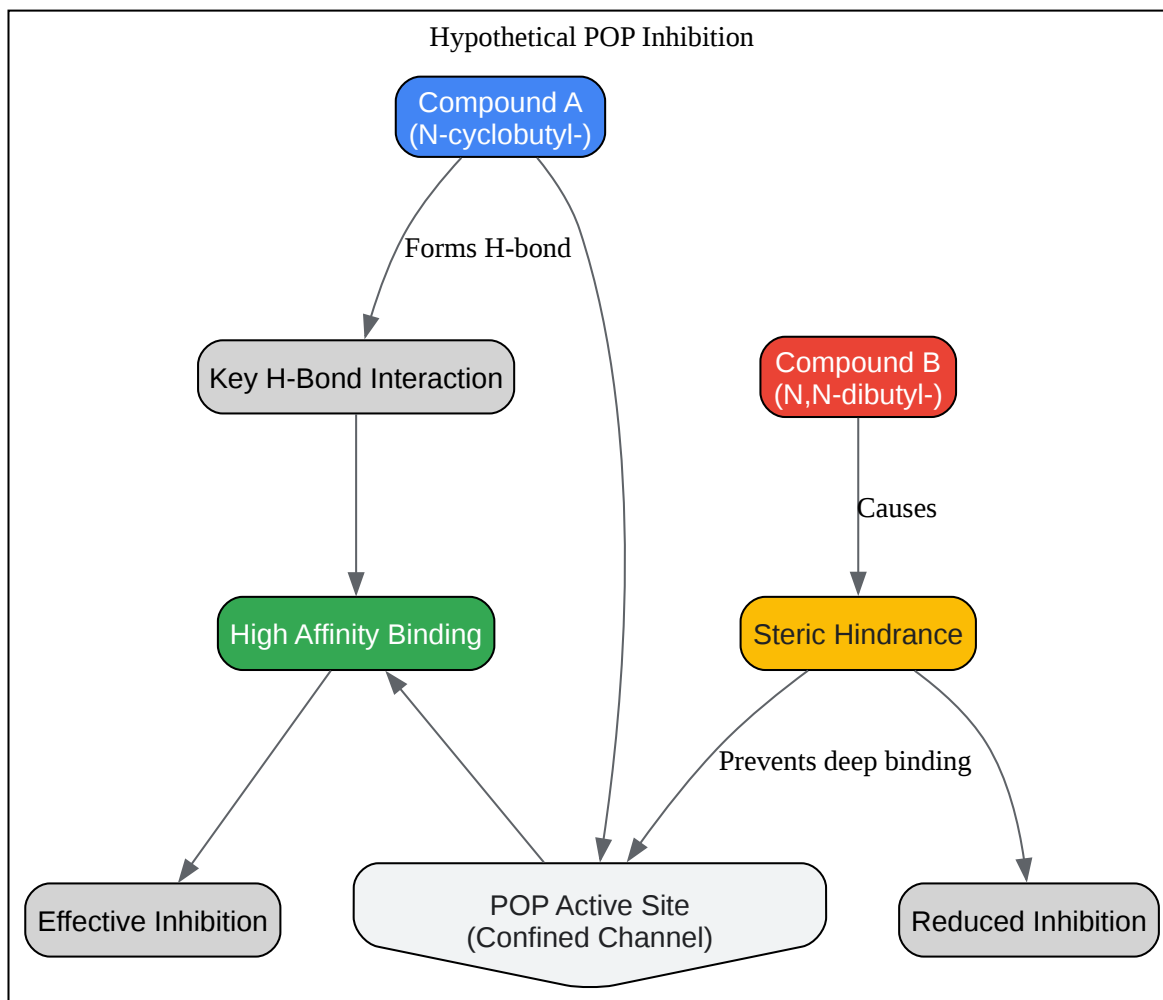 Hypothetical POP Inhibition
Compound A
(N-cyclobutyl-)
Forms H-bond
Key H-Bond Interaction
Compound B
(N,N-dibutyl-)
Causes
High Affinity Binding
Steric Hindrance
Prevents deep binding
Effective Inhibition
POP Active Site
(Confined Channel)
Reduced Inhibition